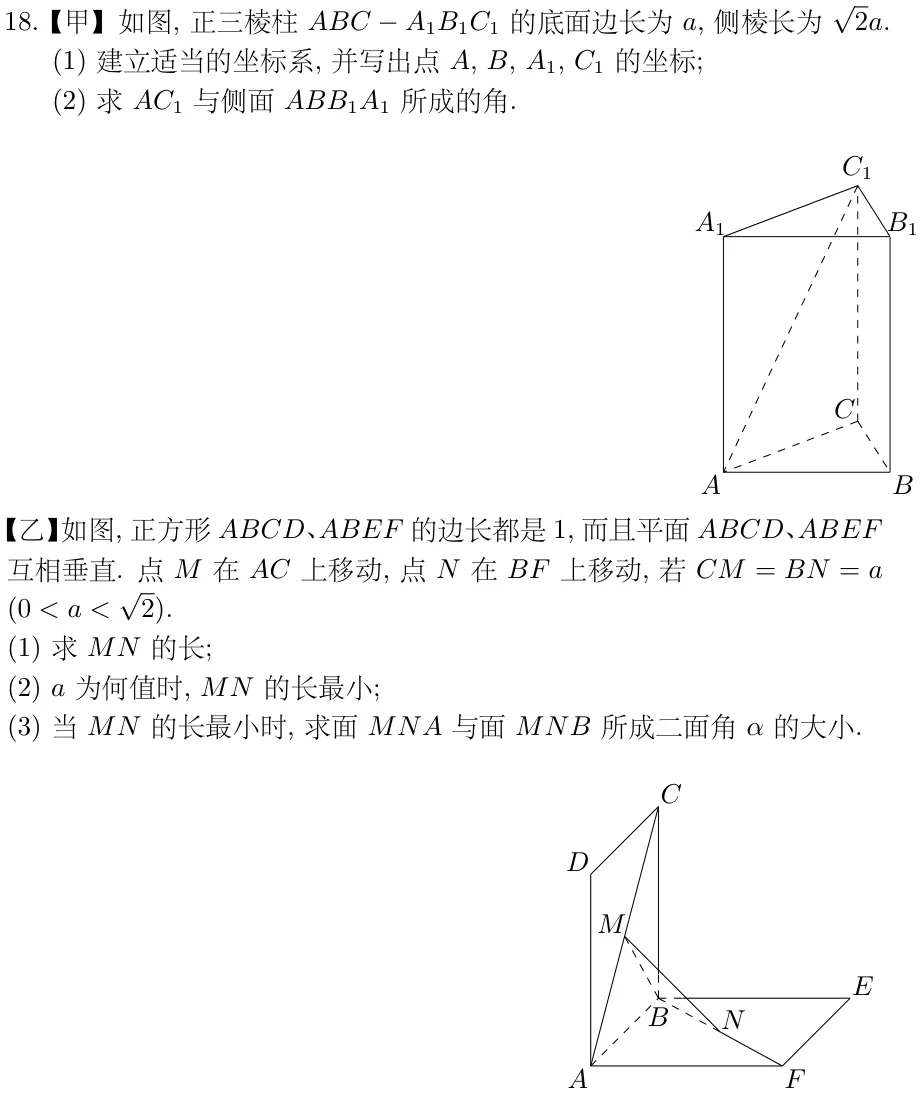 18.【甲】如图, 正三棱柱 ABC − A₁B₁C₁ 的底面边长为 a, 侧棱长为 √2a.
(1) 建立适当的坐标系, 并写出点 A, B, A₁, C₁ 的坐标;
(2) 求 AC₁ 与侧面 ABB₁A₁ 所成的角.
C₁
A₁
B₁
C
A
B
【乙】如图, 正方形 ABCD、ABEF 的边长都是 1, 而且平面 ABCD、ABEF
互相垂直. 点 M 在 AC 上移动, 点 N 在 BF 上移动, 若 CM = BN = a
(0 < a < √2).
(1) 求 MN 的长;
(2) a 为何值时, MN 的长最小;
(3) 当 MN 的长最小时, 求面 MNA 与面 MNB 所成二面角 α 的大小.
C
D
M
E
B
N
A
F